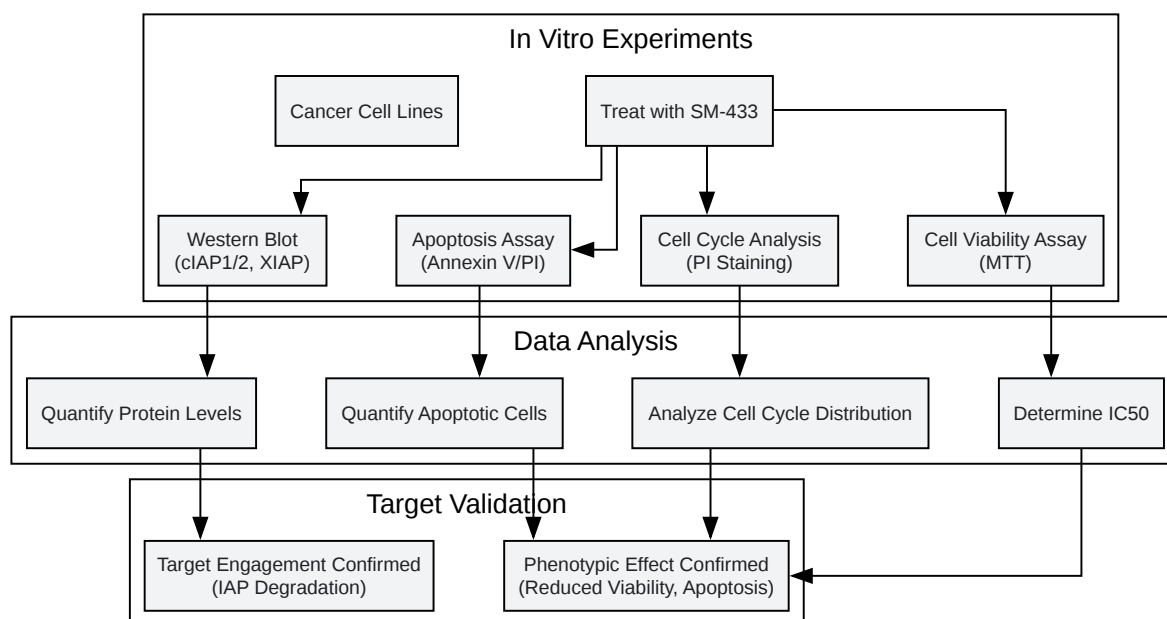 In Vitro Experiments
Cancer Cell Lines
Treat with SM-433
Western Blot
(cIAP1/2, XIAP)
Apoptosis Assay
(Annexin V/PI)
Cell Cycle Analysis
(PI Staining)
Cell Viability Assay
(MTT)
Data Analysis
Quantify Protein Levels
Quantify Apoptotic Cells
Analyze Cell Cycle Distribution
Determine IC50
Target Validation
Target Engagement Confirmed
(IAP Degradation)
Phenotypic Effect Confirmed
(Reduced Viability, Apoptosis)